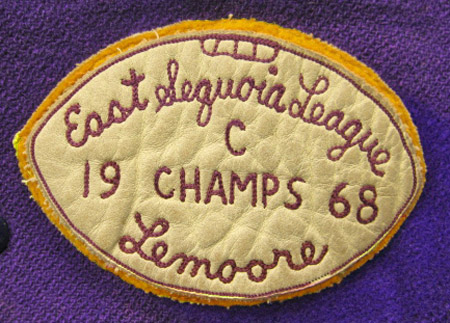 East Sequoia League
C
19 CHAMPS 68
Lemoore